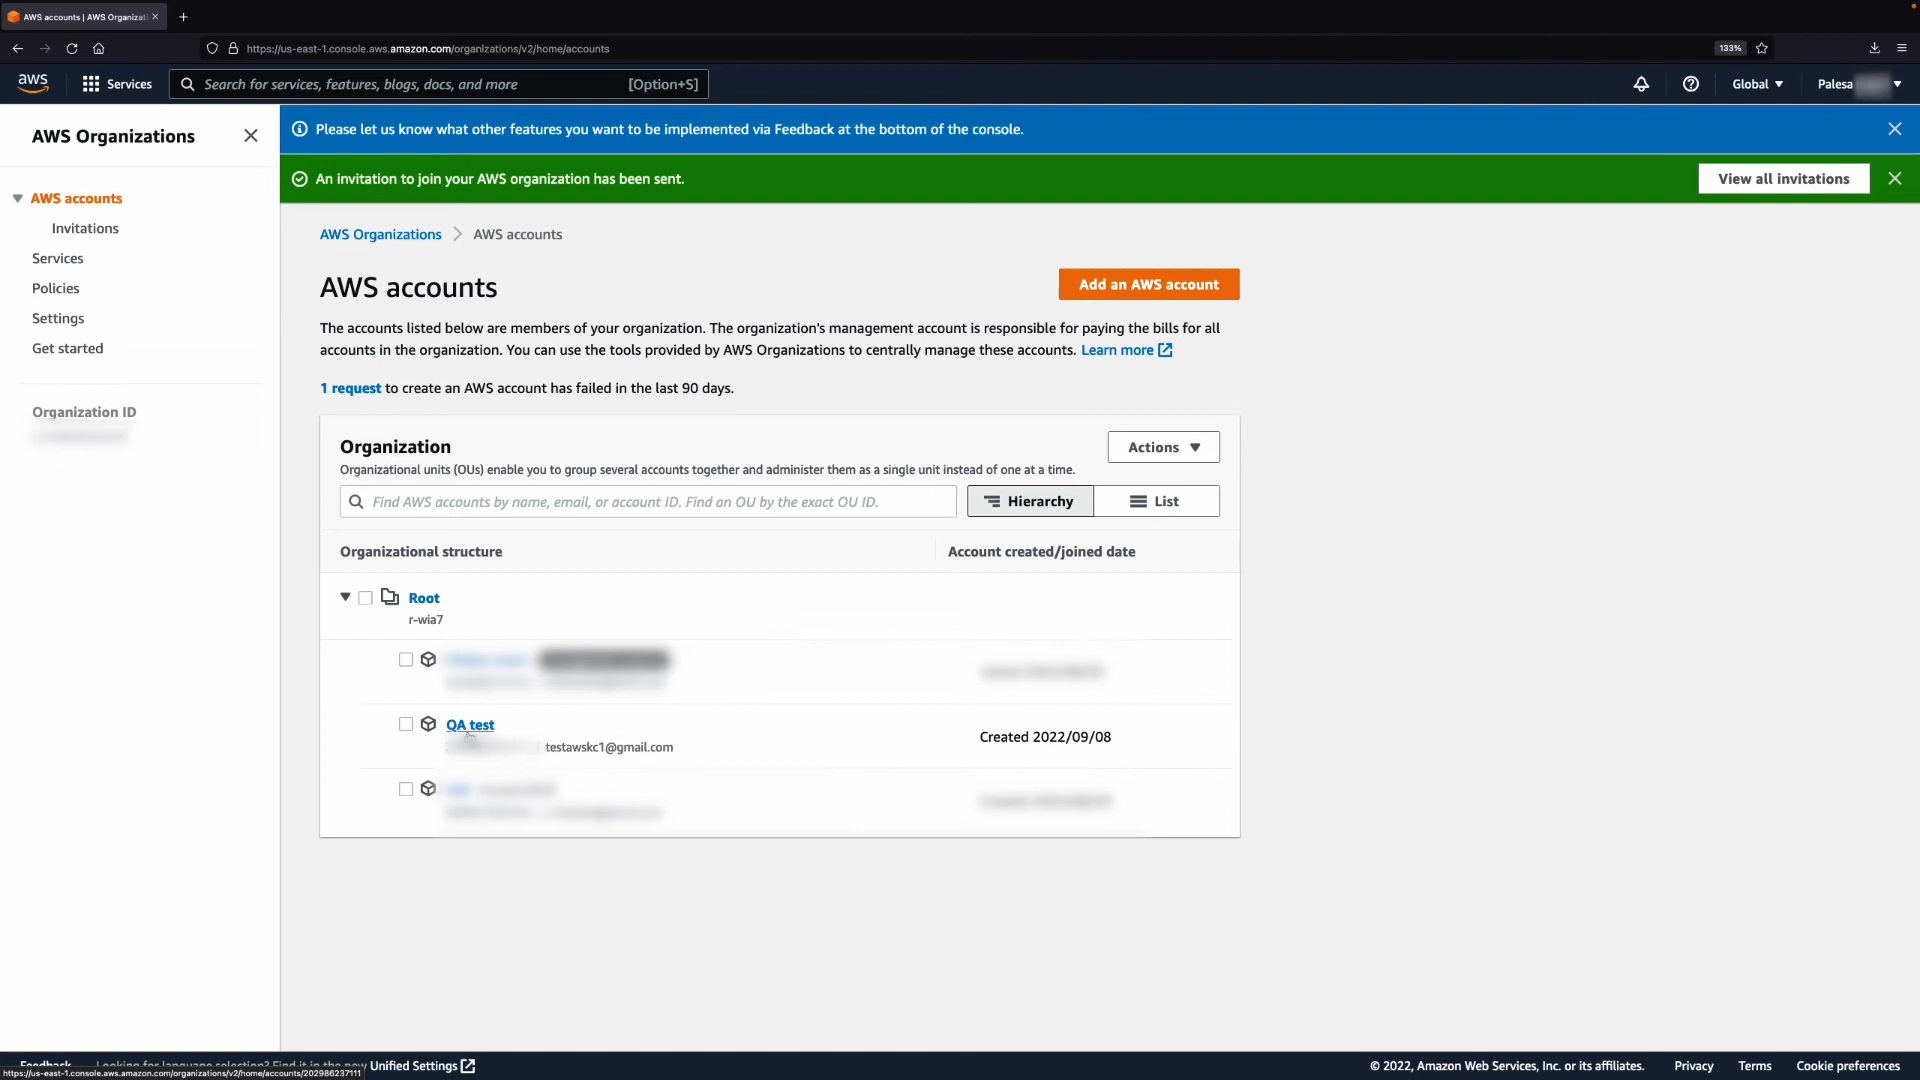 AWS accounts | AWS Organizati
https://us-east-1.console.aws.amazon.com/organizations/v2/home/accounts
133%
aws
Services
Search for services, features, blogs, docs, and more
[Option+S]
Global
Palesa
AWS Organizations
AWS accounts
Invitations
Services
Policies
Settings
Get started
Organization ID
Please let us know what other features you want to be implemented via Feedback at the bottom of the console.
An invitation to join your AWS organization has been sent.
View all invitations
AWS Organizations
AWS accounts
AWS accounts
Add an AWS account
The accounts listed below are members of your organization. The organization's management account is responsible for paying the bills for all
accounts in the organization. You can use the tools provided by AWS Organizations to centrally manage these accounts. Learn more
1 request to create an AWS account has failed in the last 90 days.
Organization
Actions
Organizational units (OUs) enable you to group several accounts together and administer them as a single unit instead of one at a time.
Find AWS accounts by name, email, or account ID. Find an OU by the exact OU ID.
Hierarchy
List
Organizational structure
Account created/joined date
Root
r-wia7
QA test
testawskc1@gmail.com
Created 2022/09/08
Feedback
Looking for language selection? Find it in the new Unified Settings
https://us-east-1.console.aws.amazon.com/organizations/v2/home/accounts/202986237111
© 2022, Amazon Web Services, Inc. or its affiliates.
Privacy
Terms
Cookie preferences